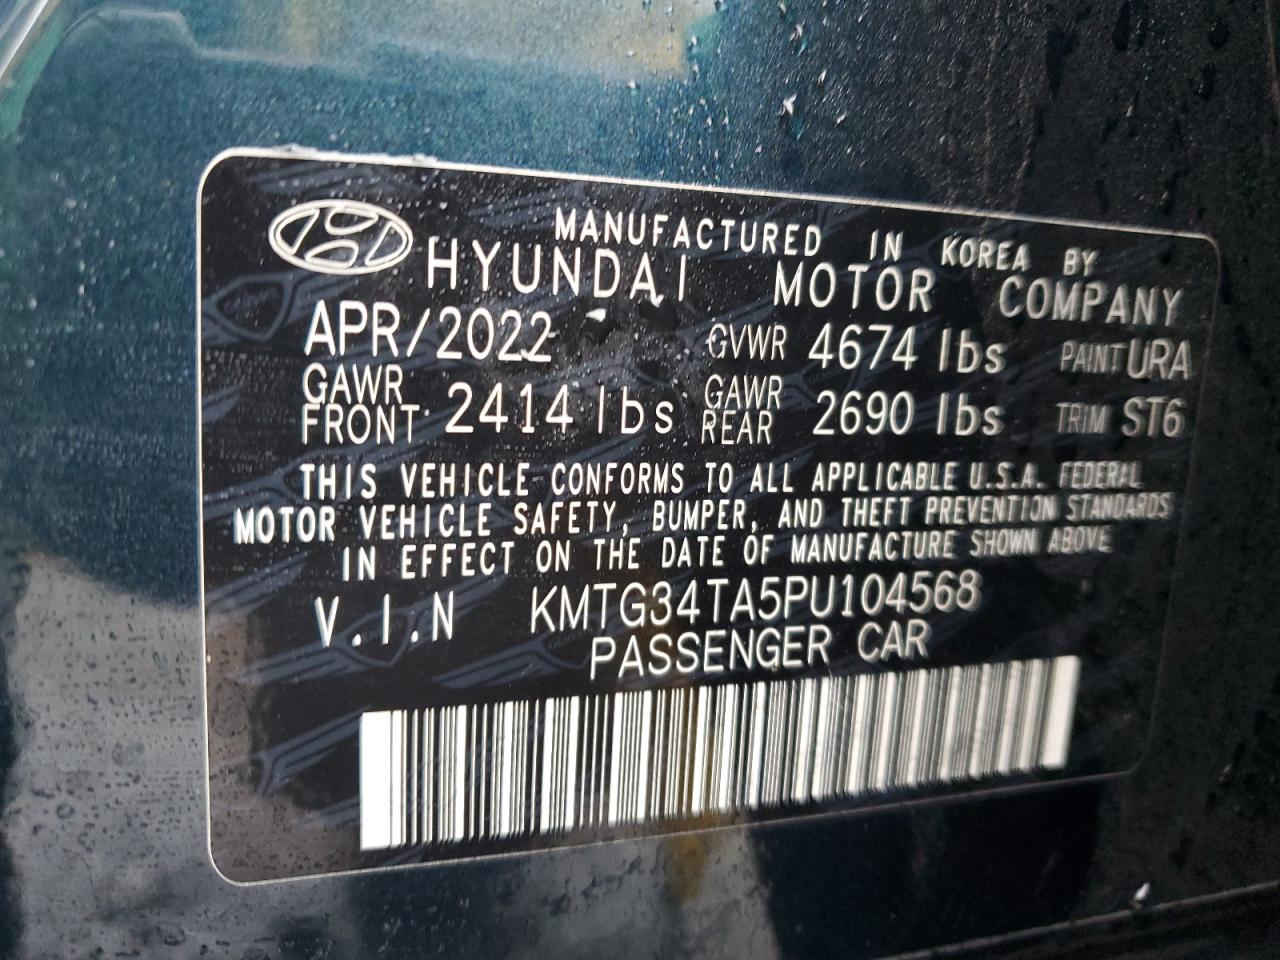 MANUFACTURED IN KOREA BY
HYUNDAI MOTOR COMPANY
APR/2022 GVWR 4674 lbs PAINT URA
GAWR FRONT 2414 lbs GAWR REAR 2690 lbs TRIM ST6
THIS VEHICLE CONFORMS TO ALL APPLICABLE U.S.A. FEDERAL
MOTOR VEHICLE SAFETY, BUMPER, AND THEFT PREVENTION STANDARDS
IN EFFECT ON THE DATE OF MANUFACTURE SHOWN ABOVE
V.I.N KMTG34TA5PU104568
PASSENGER CAR